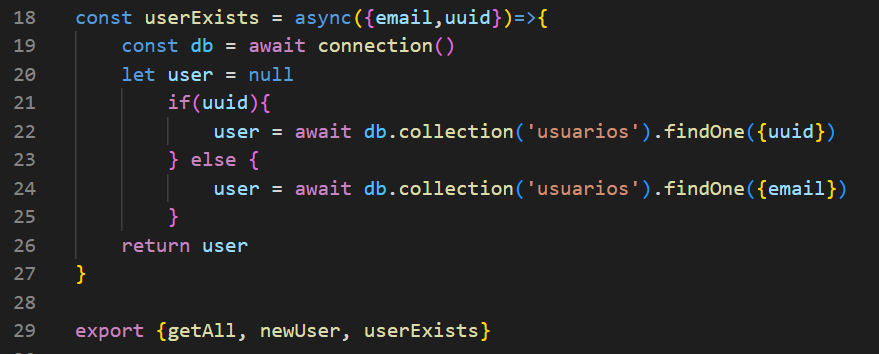 18 const userExists = async({email,uuid})=>{
19 const db = await connection()
20 let user = null
21 if(uuid){
22 user = await db.collection('usuarios').findOne({uuid})
23 } else {
24 user = await db.collection('usuarios').findOne({email})
25 }
26 return user
27 }
28
29 export {getAll, newUser, userExists}